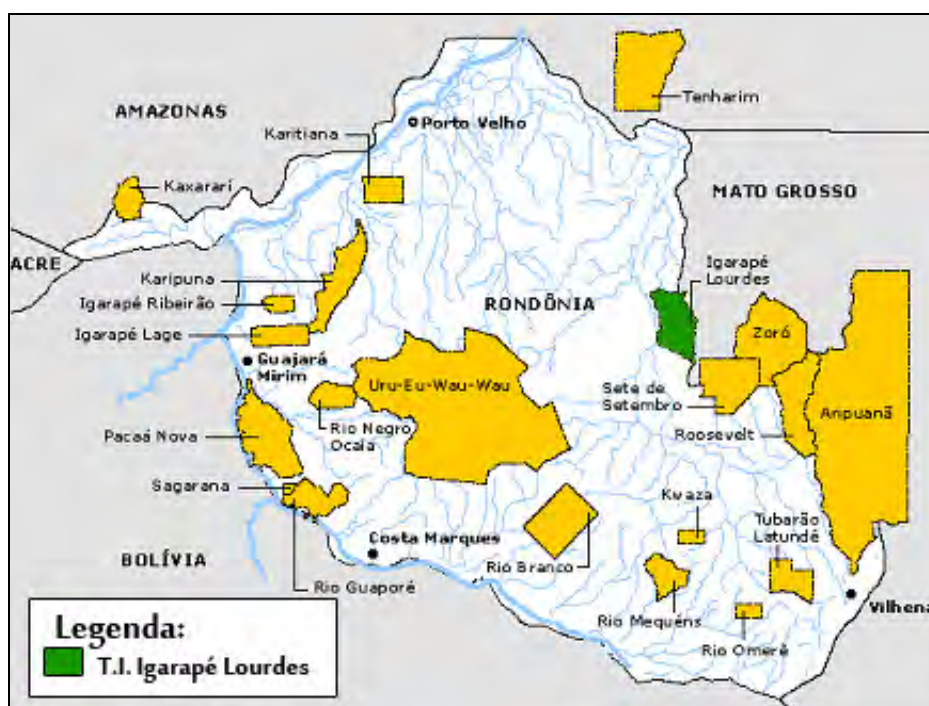 AMAZONAS
Tenharim
Porto Velho
Karitiana
Kaxararí
MATO GROSSO
ACRE
Igarapé
Lourdes
Karipuna
RONDÔNIA
Igarapé Ribeirão
Zoró
Igarapé Lage
Guajará
Mirim
Uru-Eu-Wau-Wau
Sete de
Setembro
Aripuanã
Rio Negro
Ocaia
Roosevelt
Pacaá Nova
Sagarana
Kwaza
Tubarão
Latundê
Costa Marques
BOLÍVIA
Rio Branco
Rio Guaporé
Vilhena
Rio Mequéns
Rio Omerê
Legenda:
T.I. Igarapé Lourdes